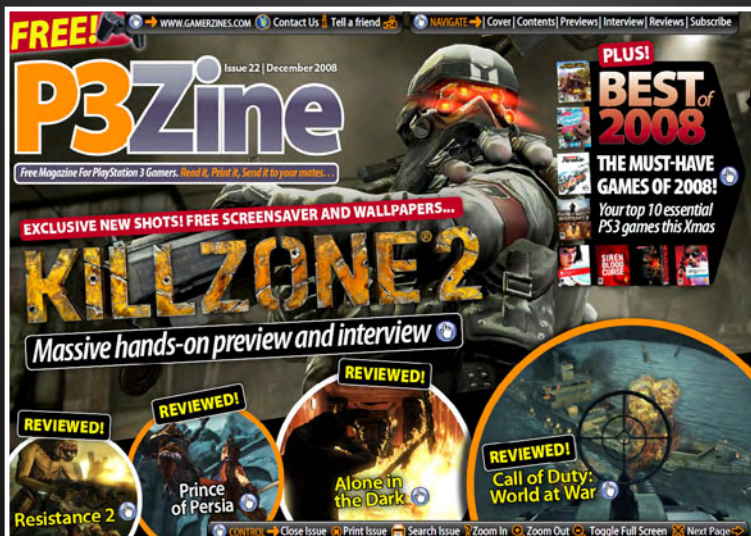 FREE!
WWW.GAMERZINES.COM Contact Us Tell a friend
NAVIGATE Cover | Contents | Previews | Interview | Reviews | Subscribe
P3Zine
Issue 22 | December 2008
Free Magazine For PlayStation 3 Gamers. Read it, Print it, Send it to your mates...
PLUS!
BEST of
2008
THE MUST-HAVE
GAMES OF 2008!
Your top 10 essential
PS3 games this Xmas
SIREN
BLOOD
CURSE
EXCLUSIVE NEW SHOTS! FREE SCREENSAVER AND WALLPAPERS...
KILLZONE® 2
Massive hands-on preview and interview
REVIEWED!
Resistance 2
REVIEWED!
Prince
of Persia
REVIEWED!
Alone in
the Dark
REVIEWED!
Call of Duty:
World at War
CONTROL Close Issue Print Issue Search Issue Zoom In Zoom Out Toggle Full Screen Next Page